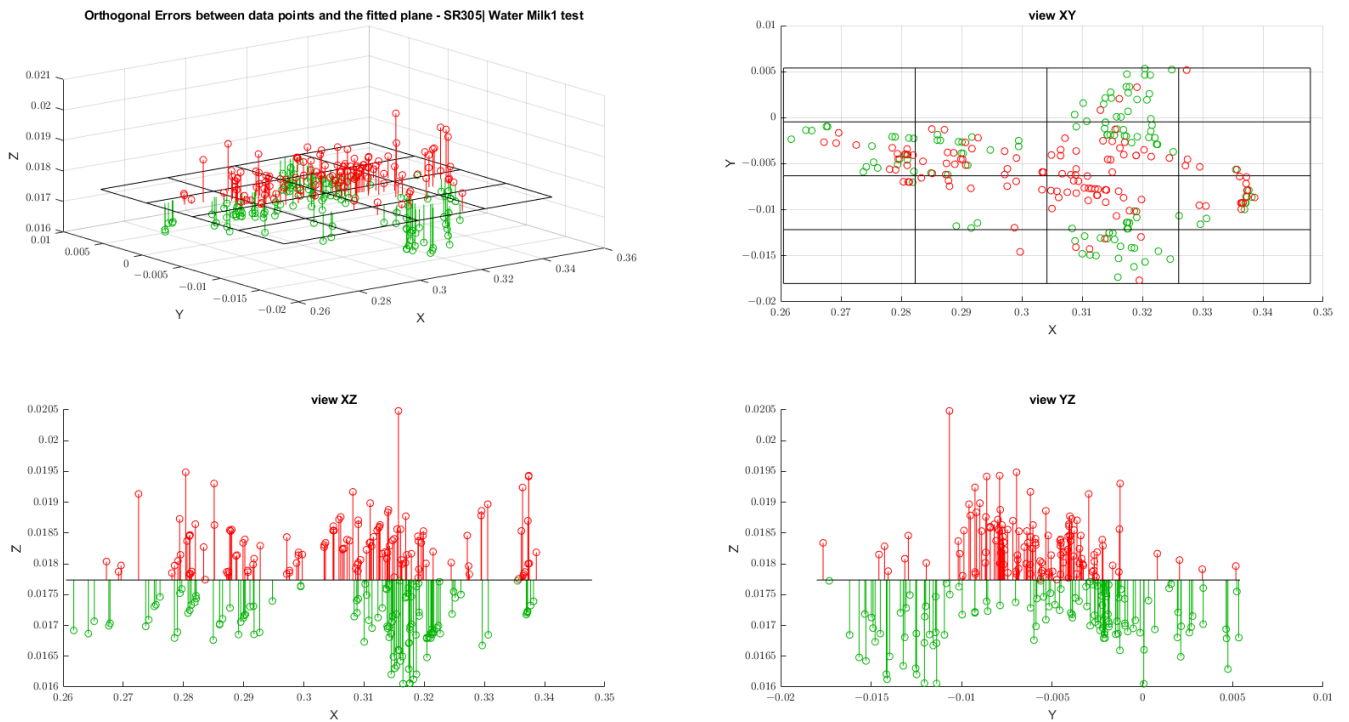 Orthogonal Errors between data points and the fitted plane - SR305| Water Milk1 test
0.021
0.02
0.019
0.018
0.017
0.016
Z
0.01
0.005
0
−0.005
−0.01
−0.015
−0.02
Y
0.26
0.28
0.3
0.32
0.34
0.36
X
view XY
0.01
0.005
0
−0.005
−0.01
−0.015
−0.02
Y
0.26 0.27 0.28 0.29 0.3 0.31 0.32 0.33 0.34 0.35
X
view XZ
0.0205
0.02
0.0195
0.019
0.0185
0.018
0.0175
0.017
0.0165
0.016
Z
0.26 0.27 0.28 0.29 0.3 0.31 0.32 0.33 0.34 0.35
X
view YZ
0.0205
0.02
0.0195
0.019
0.0185
0.018
0.0175
0.017
0.0165
0.016
Z
−0.02 −0.015 −0.01 −0.005 0 0.005 0.01
Y